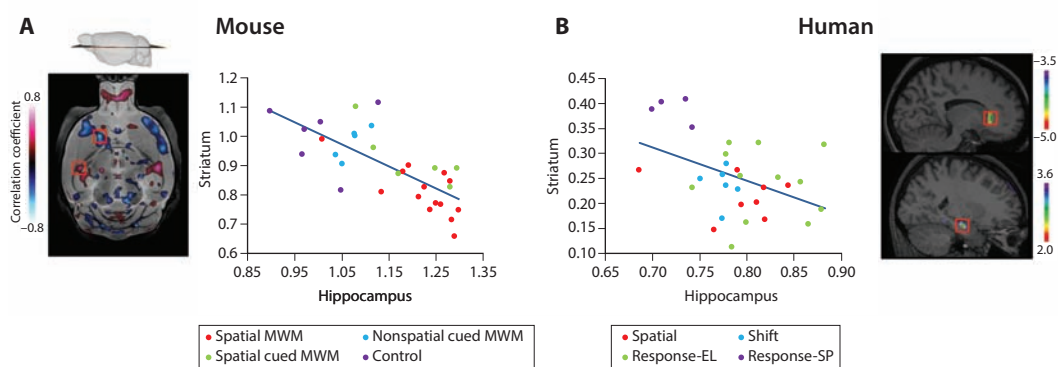 A
Mouse
B
Human
Correlation coefficient
0.8
−0.8
Striatum
1.2
1.1
1.0
0.9
0.8
0.7
0.6
0.85 0.95 1.05 1.15 1.25 1.35
Hippocampus
Spatial MWM Nonspatial cued MWM
Spatial cued MWM Control
Striatum
0.45
0.40
0.35
0.30
0.25
0.20
0.15
0.10
0.65 0.70 0.75 0.80 0.85 0.90
Hippocampus
Spatial Shift
Response-EL Response-SP
−3.5
−5.0
3.6
2.0